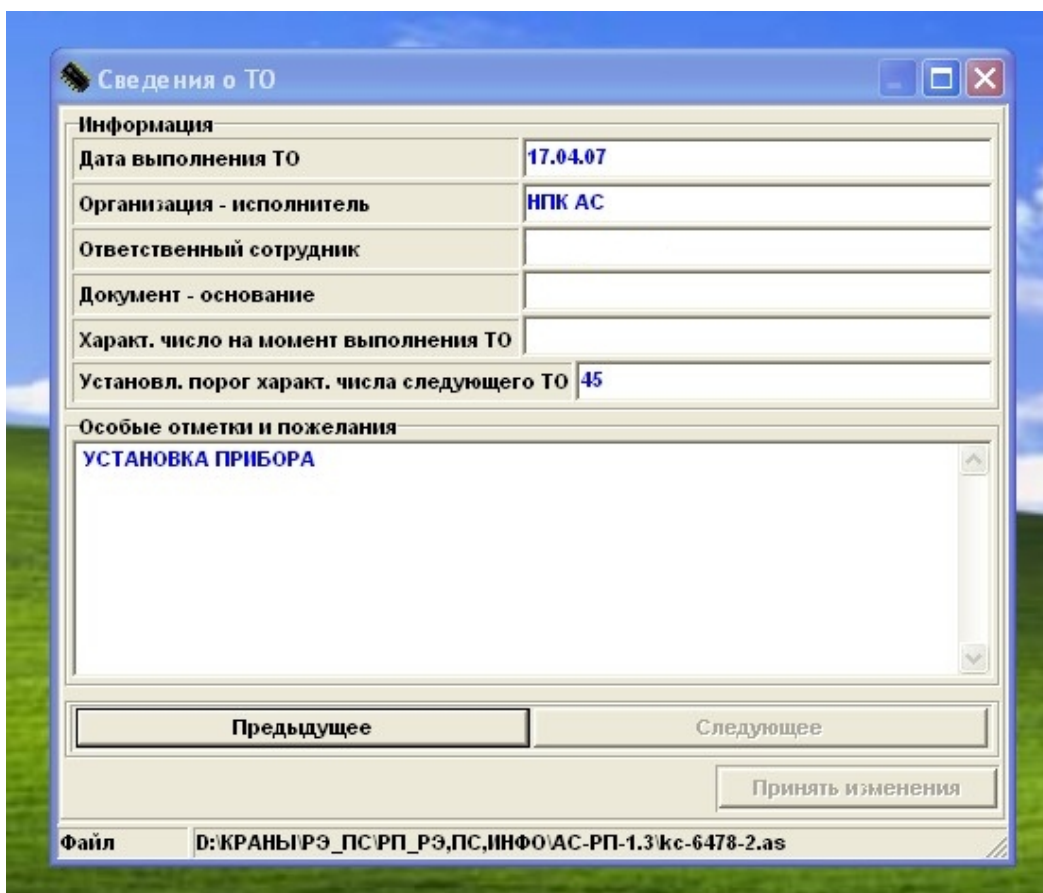 Сведения о ТО
Информация
Дата выполнения ТО 17.04.07
Организация - исполнитель НПК АС
Ответственный сотрудник
Документ - основание
Характ. число на момент выполнения ТО
Установл. порог характ. числа следующего ТО 45
Особые отметки и пожелания
УСТАНОВКА ПРИБОРА
Предыдущее Следующее
Принять изменения
Файл D:\КРАНЫ\РЭ_ПС\РП_РЭ,ПС,ИНФО\АС-РП-1.3\kc-6478-2.as